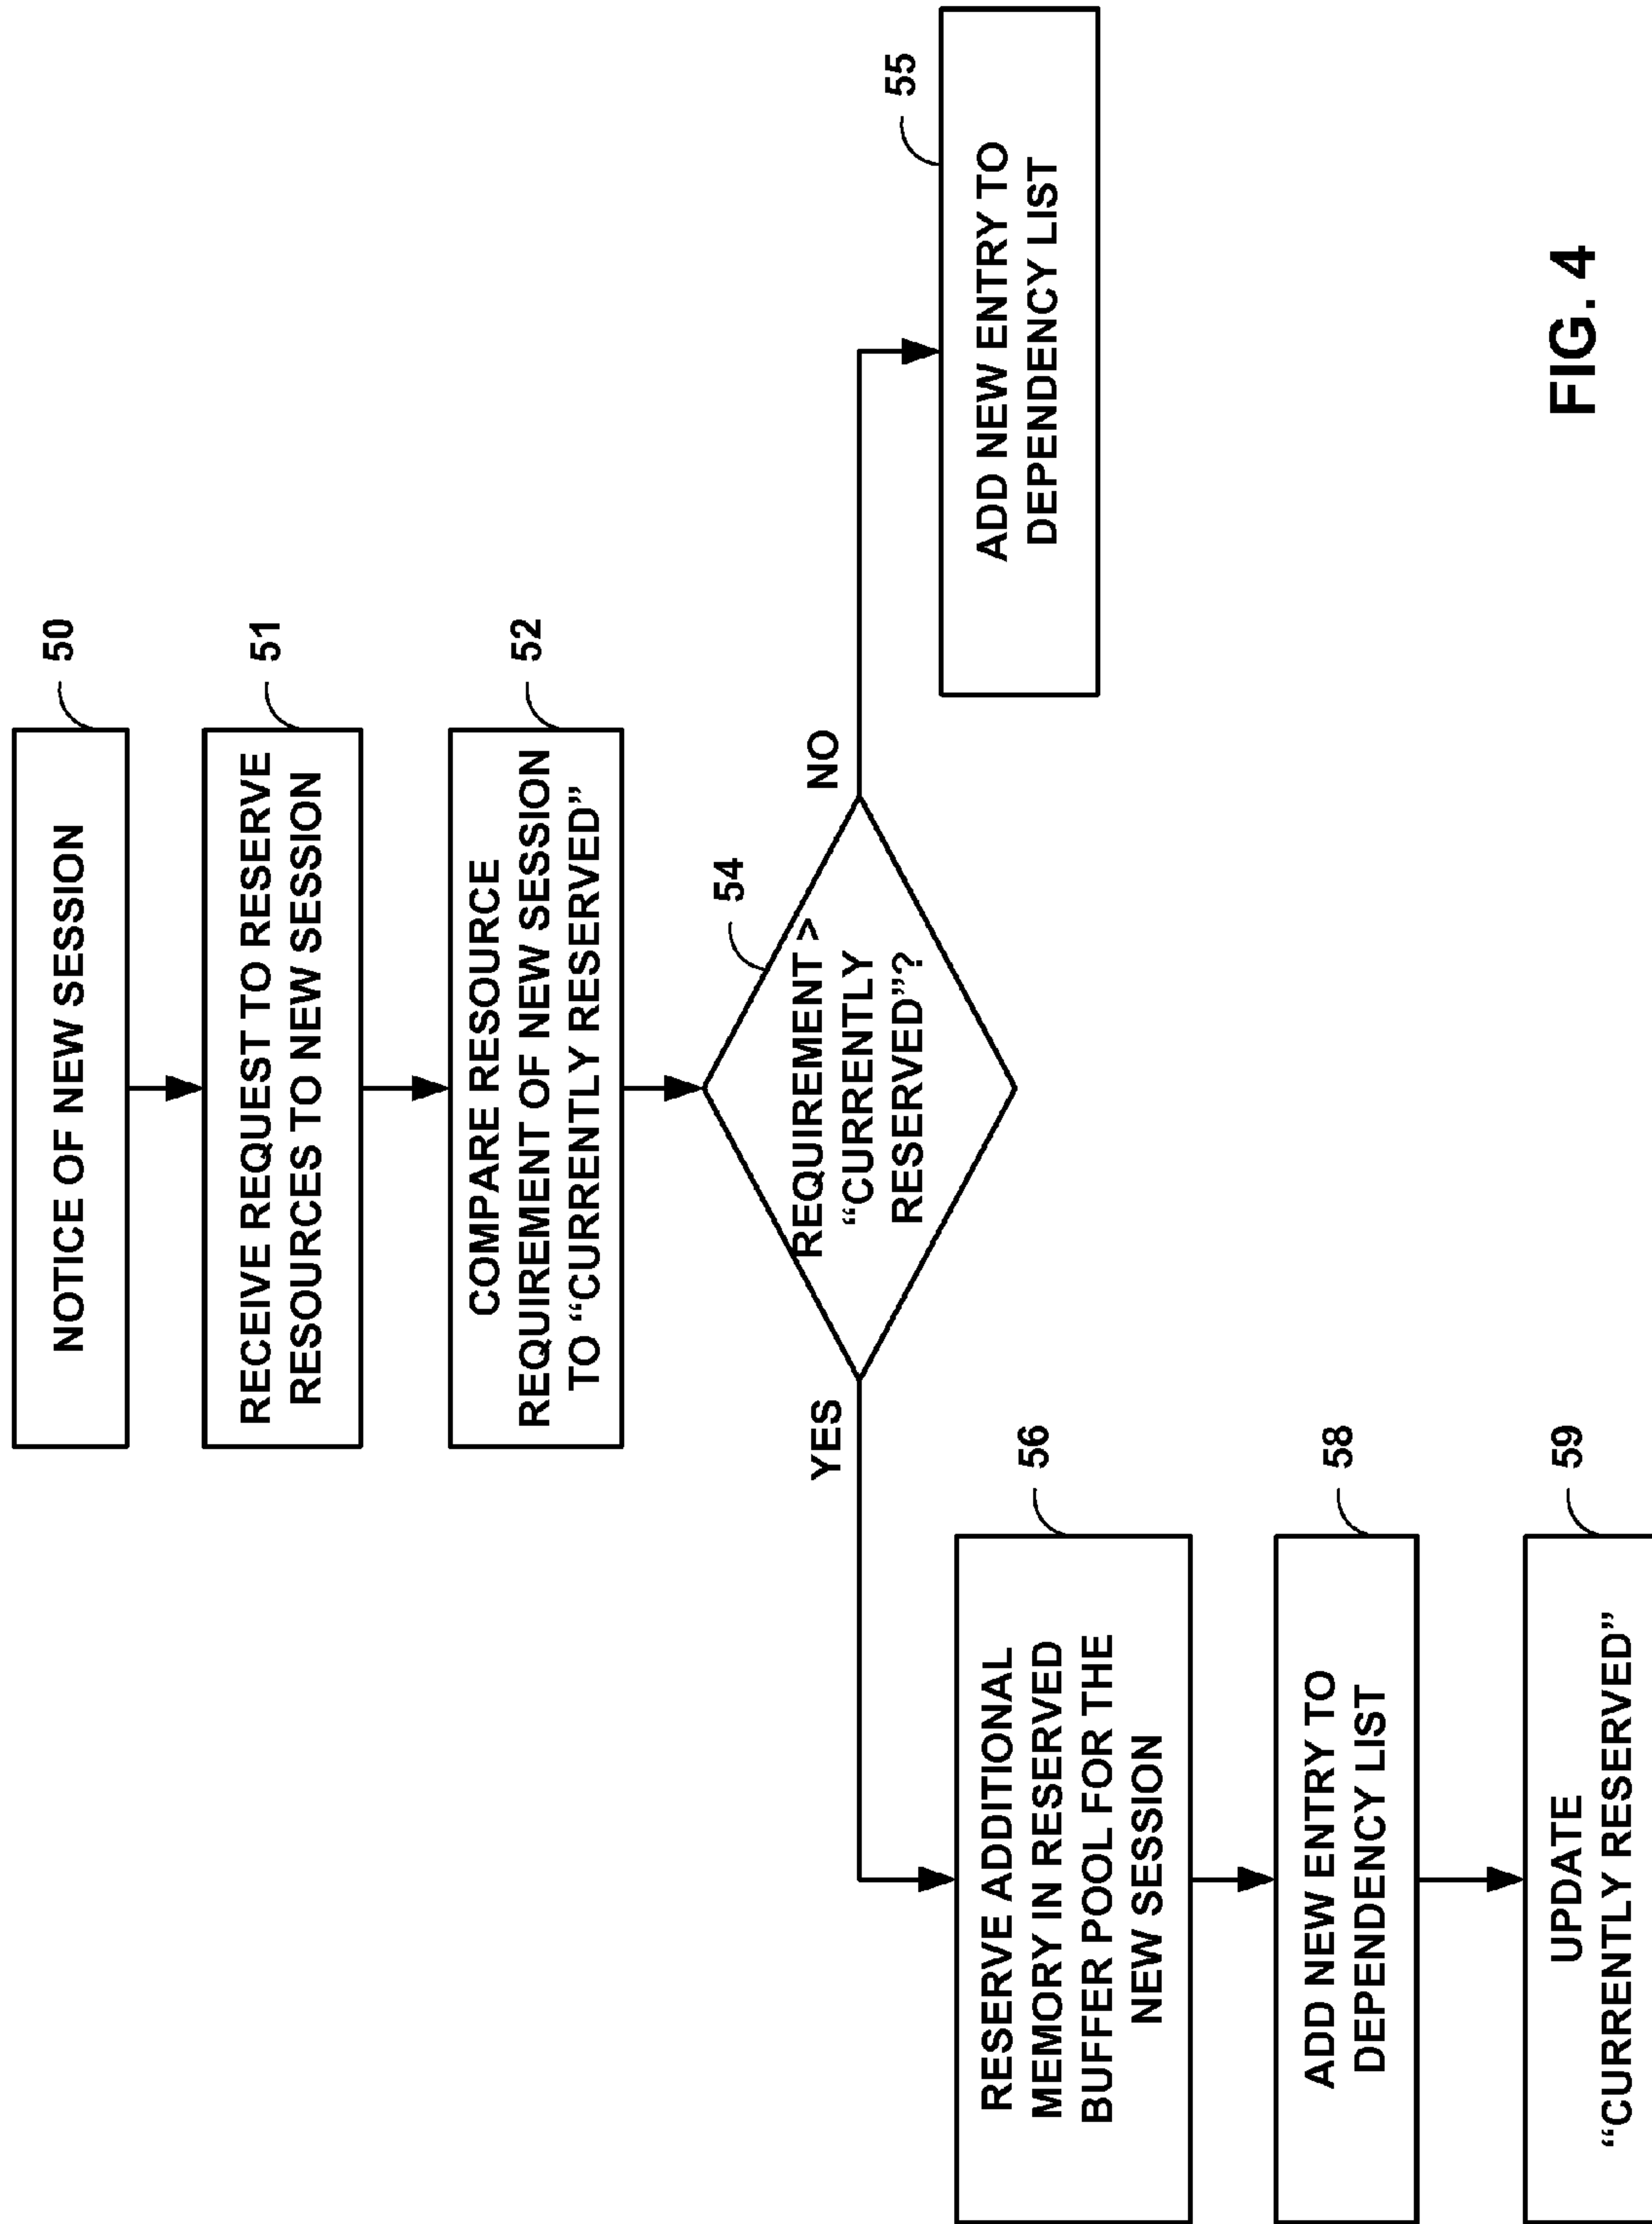 NOTICE OF NEW SESSION
50
RECEIVE REQUEST TO RESERVE
RESOURCES TO NEW SESSION
51
COMPARE RESOURCE
REQUIREMENT OF NEW SESSION
TO “CURRENTLY RESERVED”
52
54
REQUIREMENT >
“CURRENTLY
RESERVED”?
YES
NO
RESERVE ADDITIONAL
MEMORY IN RESERVED
BUFFER POOL FOR THE
NEW SESSION
56
ADD NEW ENTRY TO
DEPENDENCY LIST
58
UPDATE
“CURRENTLY RESERVED”
59
ADD NEW ENTRY TO
DEPENDENCY LIST
55
FIG. 4